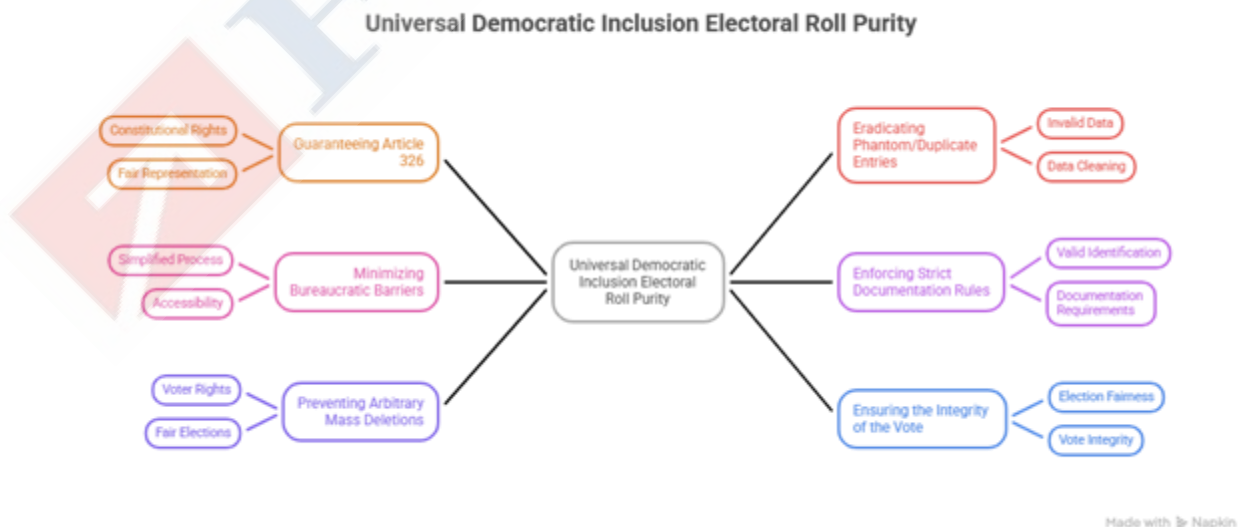 Universal Democratic Inclusion Electoral Roll Purity
Constitutional Rights
Fair Representation
Guaranteeing Article
326
Simplified Process
Accessibility
Minimizing
Bureaucratic Barriers
Voter Rights
Fair Elections
Preventing Arbitrary
Mass Deletions
Universal Democratic
Inclusion Electoral
Roll Purity
Eradicating
Phantom/Duplicate
Entries
Invalid Data
Data Cleaning
Enforcing Strict
Documentation Rules
Valid Identification
Documentation
Requirements
Ensuring the Integrity
of the Vote
Election Fairness
Vote Integrity
Made with Napkin